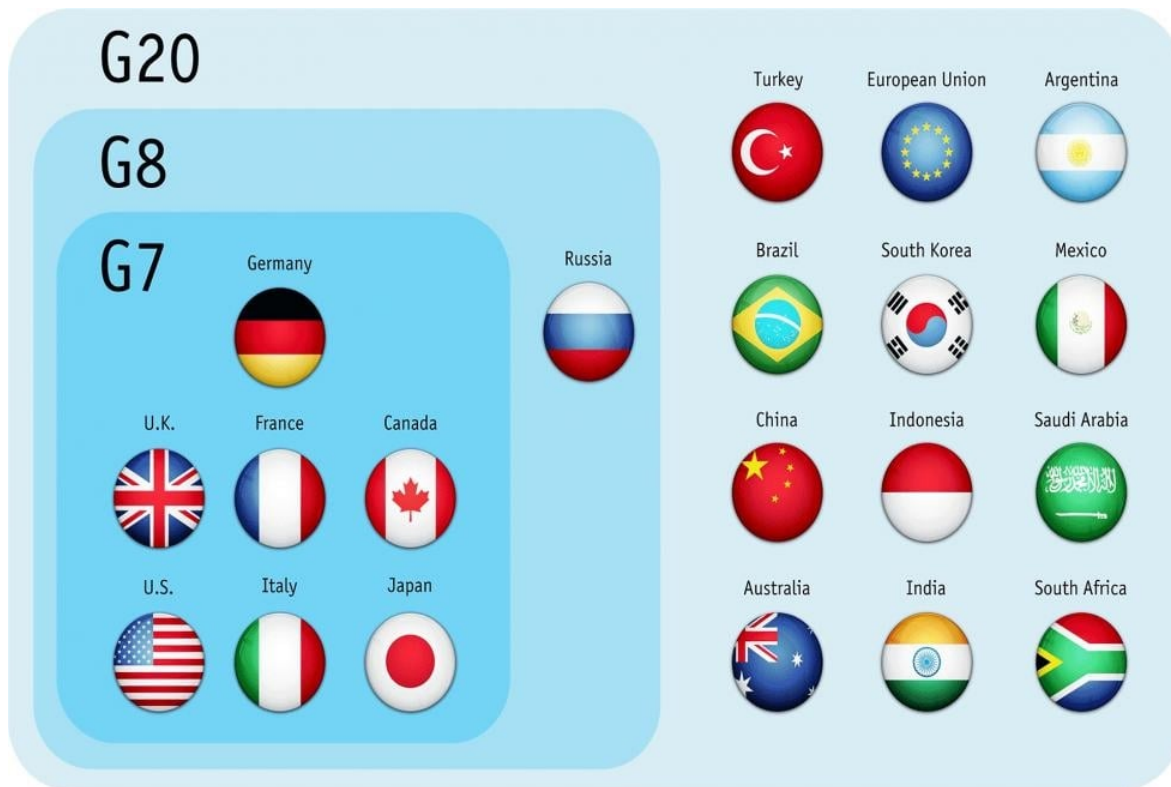 G20
G8
G7
Germany
U.K.
France
Canada
U.S.
Italy
Japan
Russia
Turkey
European Union
Argentina
Brazil
South Korea
Mexico
China
Indonesia
Saudi Arabia
Australia
India
South Africa